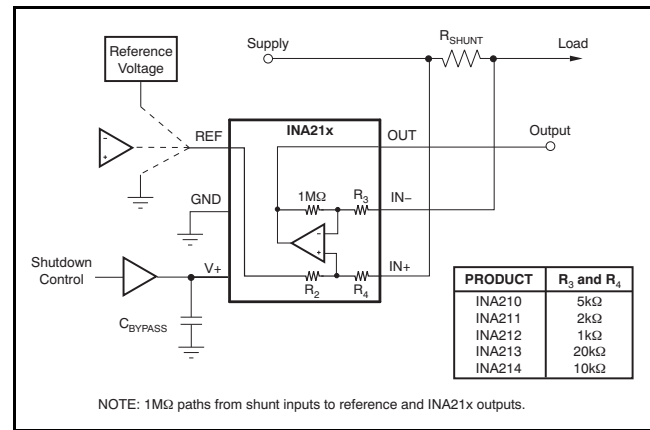 Supply
R_SHUNT
Load
Reference
Voltage
REF
INA21x
OUT
Output
1MΩ
R3
IN−
GND
−
+
−
+
Shutdown
Control
V+
R2
R4
IN+
C_BYPASS
PRODUCT R3 and R4
INA210 5kΩ
INA211 2kΩ
INA212 1kΩ
INA213 20kΩ
INA214 10kΩ
NOTE: 1MΩ paths from shunt inputs to reference and INA21x outputs.